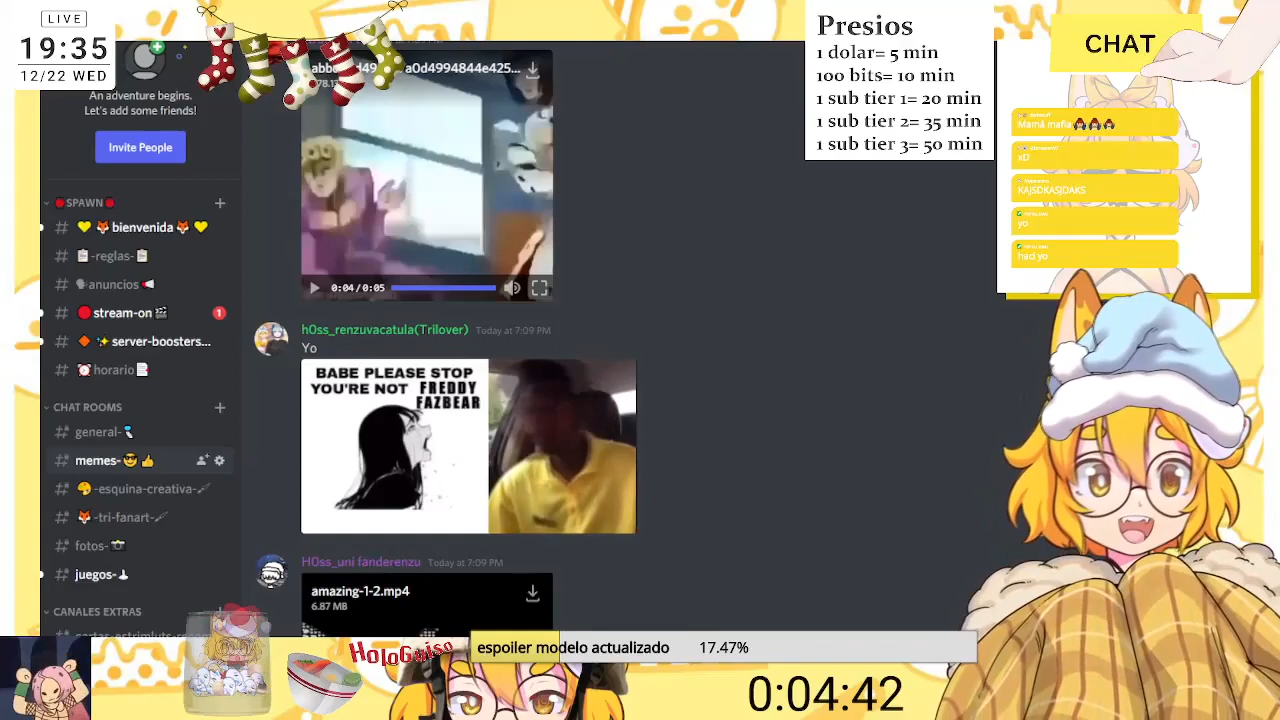 LIVE
19:35
12/22 WED
An adventure begins.
Let's add some friends!
Invite People
SPAWN
bienvenida
-reglas-
anuncios
stream-on
1
server-boosters...
horario
CHAT ROOMS
general-
memes-
-esquina-creativa-
-tri-fanart-
fotos-
juegos-
CANALES EXTRAS
a0d4994844e425...
0:04/0:05
h0ss_renzuvacatula(Trilover) Today at 7:09 PM
Yo
BABE PLEASE STOP
YOU'RE NOT FREDDY
FAZBEAR
H0ss_uni fanderenzu Today at 7:09 PM
amazing-1-2.mp4
6.87 MB
Presios
1 dolar= 5 min
100 bits= 10 min
1 sub tier 1= 20 min
1 sub tier 2= 35 min
1 sub tier 3= 50 min
CHAT
Mamá mafia
xD
KAJSDKASJDAKS
yo
haci yo
HoloGuiso
espoiler modelo actualizado 17.47%
0:04:42